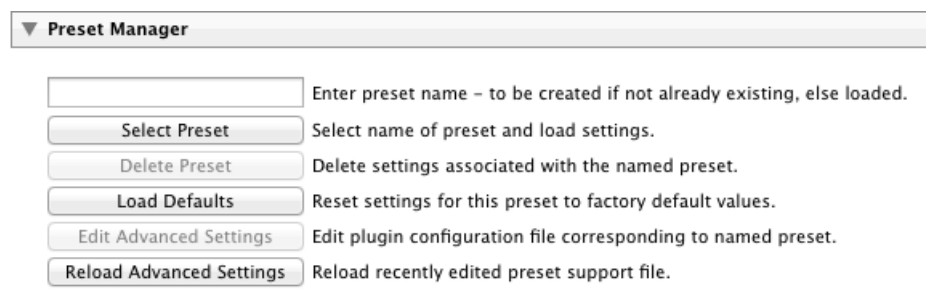 Preset Manager
Enter preset name – to be created if not already existing, else loaded.
Select Preset Select name of preset and load settings.
Delete Preset Delete settings associated with the named preset.
Load Defaults Reset settings for this preset to factory default values.
Edit Advanced Settings Edit plugin configuration file corresponding to named preset.
Reload Advanced Settings Reload recently edited preset support file.